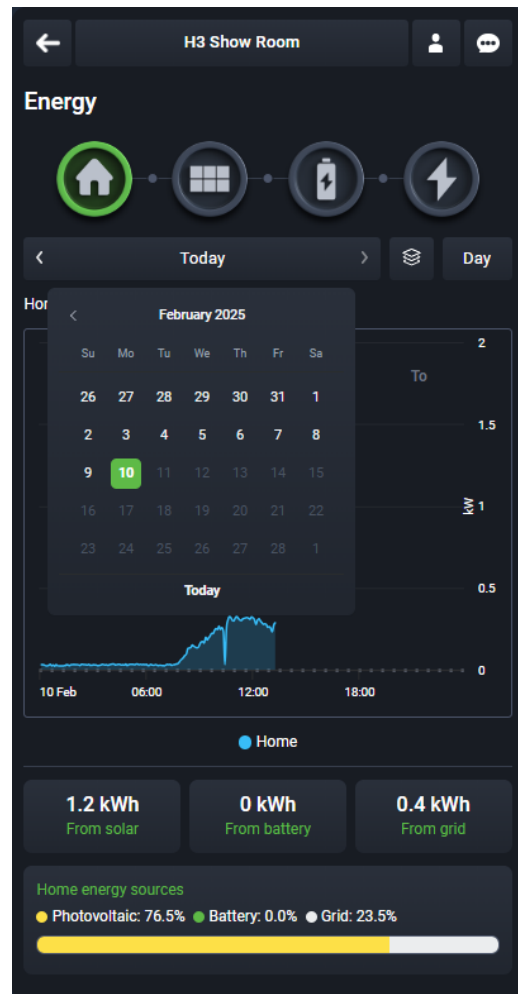 H3 Show Room
Energy
Today
Day
Ho
February 2025
Su Mo Tu We Th Fr Sa
26 27 28 29 30 31 1
2 3 4 5 6 7 8
9 10 11 12 13 14 15
16 17 18 19 20 21 22
23 24 25 26 27 28 1
Today
To
2
1.5
1
kW
0.5
0
10 Feb 06:00 12:00 18:00
Home
1.2 kWh
From solar
0 kWh
From battery
0.4 kWh
From grid
Home energy sources
Photovoltaic: 76.5% Battery: 0.0% Grid: 23.5%